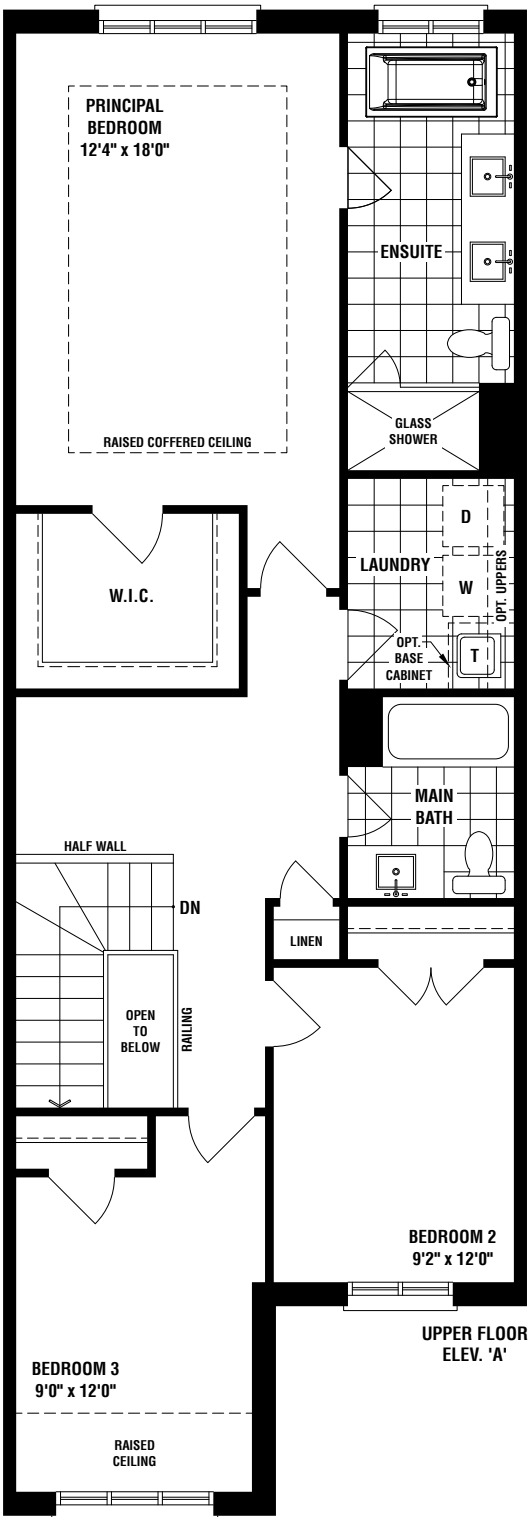 PRINCIPAL
BEDROOM
12'4" x 18'0"
ENSUITE
RAISED COFFERED CEILING
GLASS
SHOWER
D
LAUNDRY
W
OPT. UPPERS
W.I.C.
OPT.
BASE
CABINET
T
MAIN
BATH
HALF WALL
DN
LINEN
OPEN
TO
BELOW
RAILING
BEDROOM 2
9'2" x 12'0"
UPPER FLOOR
ELEV. 'A'
BEDROOM 3
9'0" x 12'0"
RAISED
CEILING